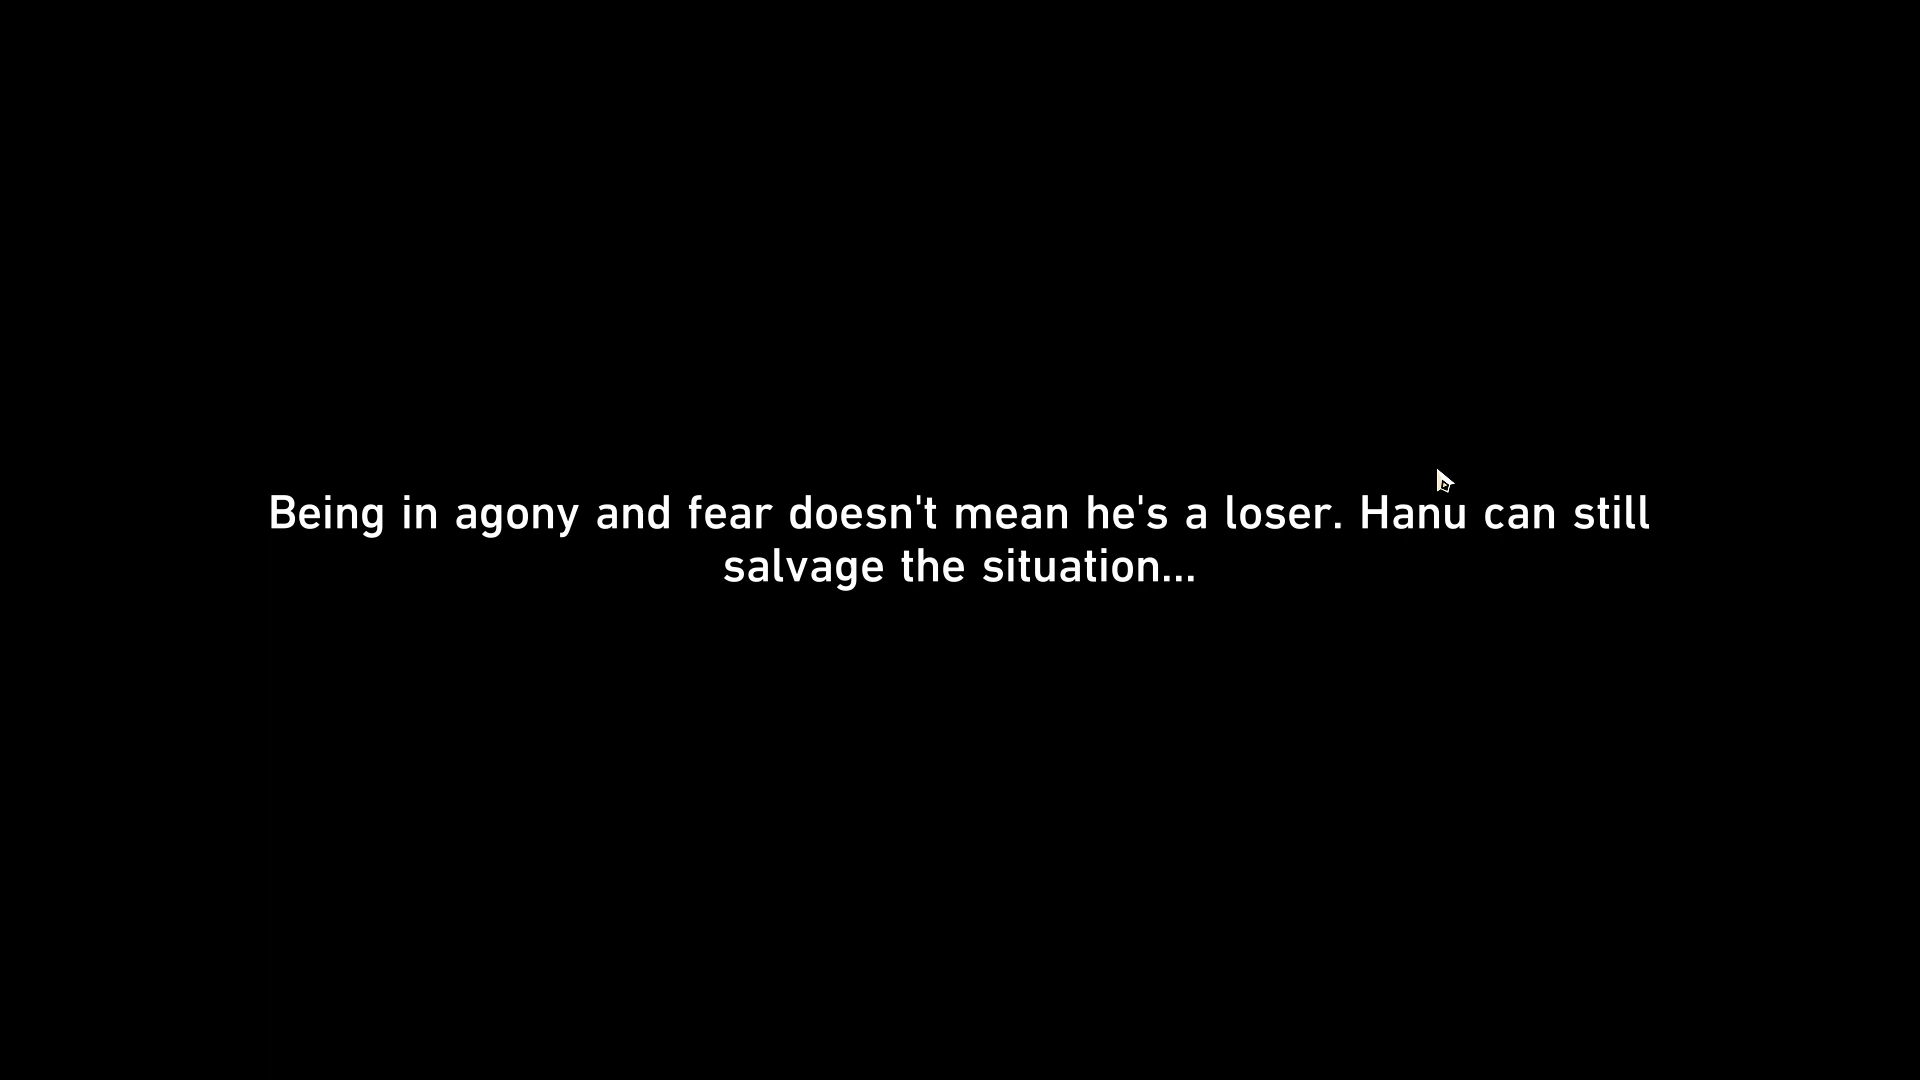 Being in agony and fear doesn't mean he's a loser. Hanu can still
salvage the situation...